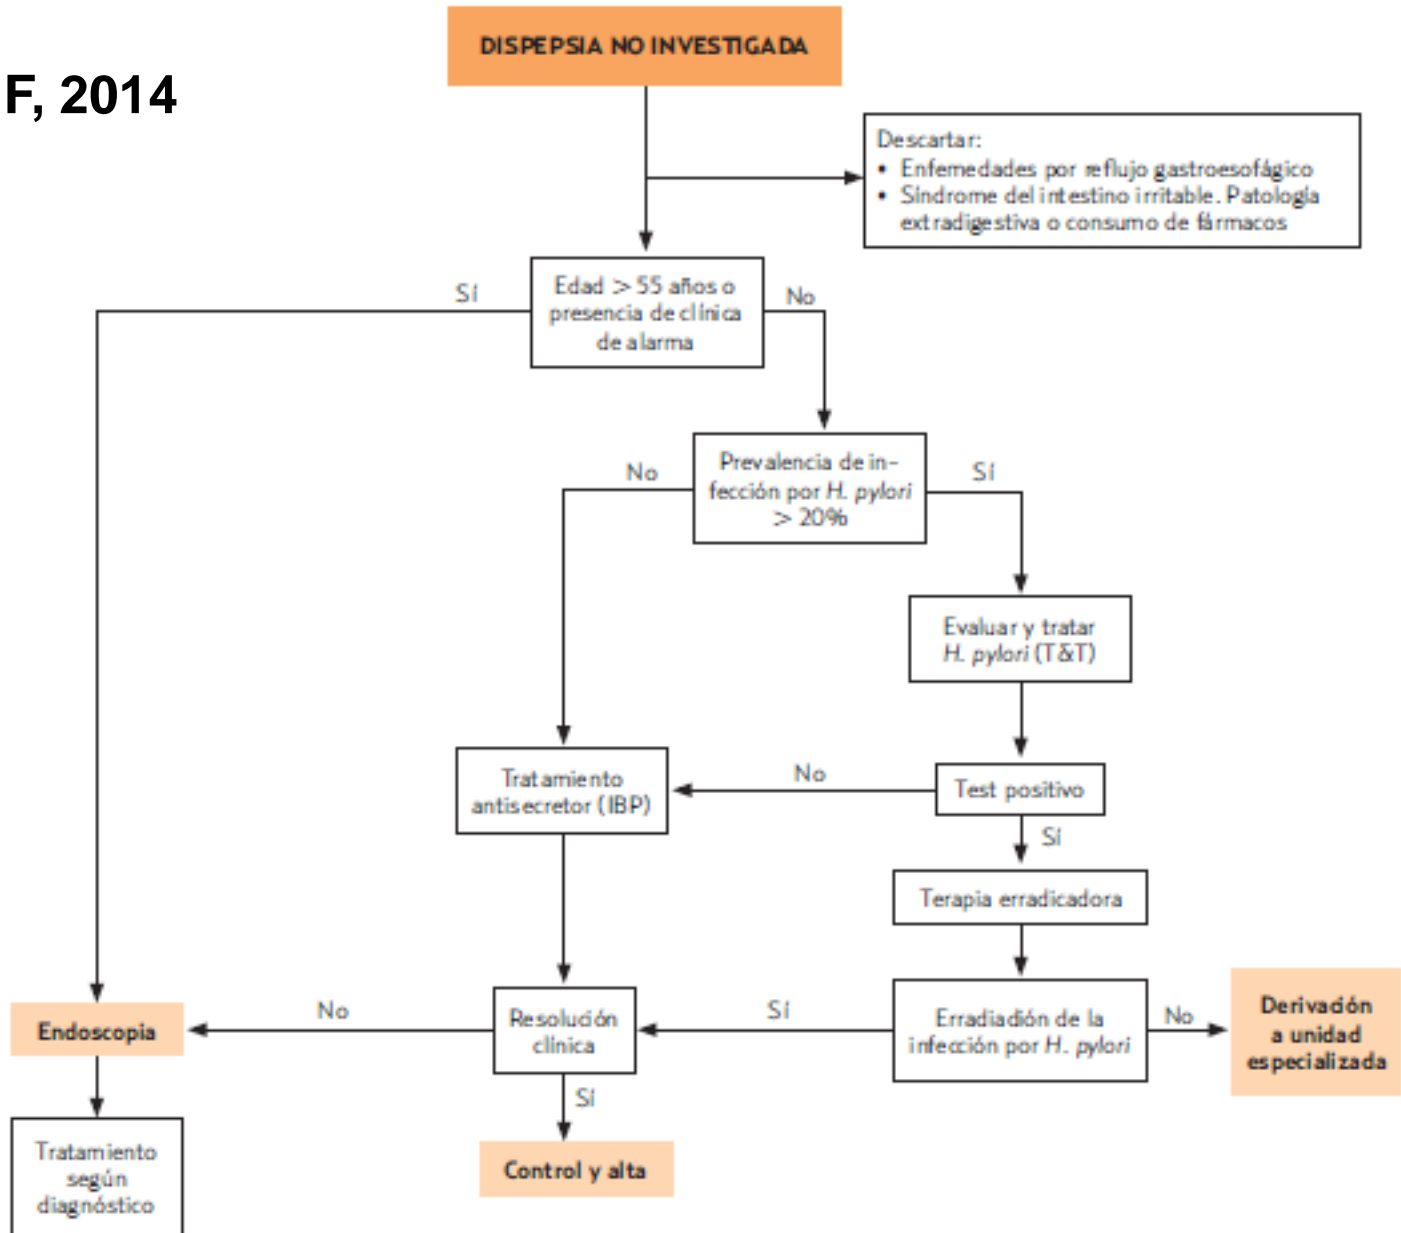 DISPEPSIA NO INVESTIGADA
F, 2014
Descartar:
• Enfemedades por reflujo gastroesofágico
• Síndrome del intestino irritable. Patología
extradigestiva o consumo de fármacos
Sí
Edad > 55 años o
presencia de clínica
de alarma
No
No
Prevalencia de in-
fección por H. pylori
> 20%
Sí
Evaluar y tratar
H. pylori (T&T)
Tratamiento
antisecretor (IBP)
No
Test positivo
Sí
Terapia erradicadora
Endoscopia
No
Resolución
clínica
Sí
Erradiadión de la
infección por H. pylori
No
Derivación
a unidad
especializada
Sí
Tratamiento
según
diagnóstico
Control y alta